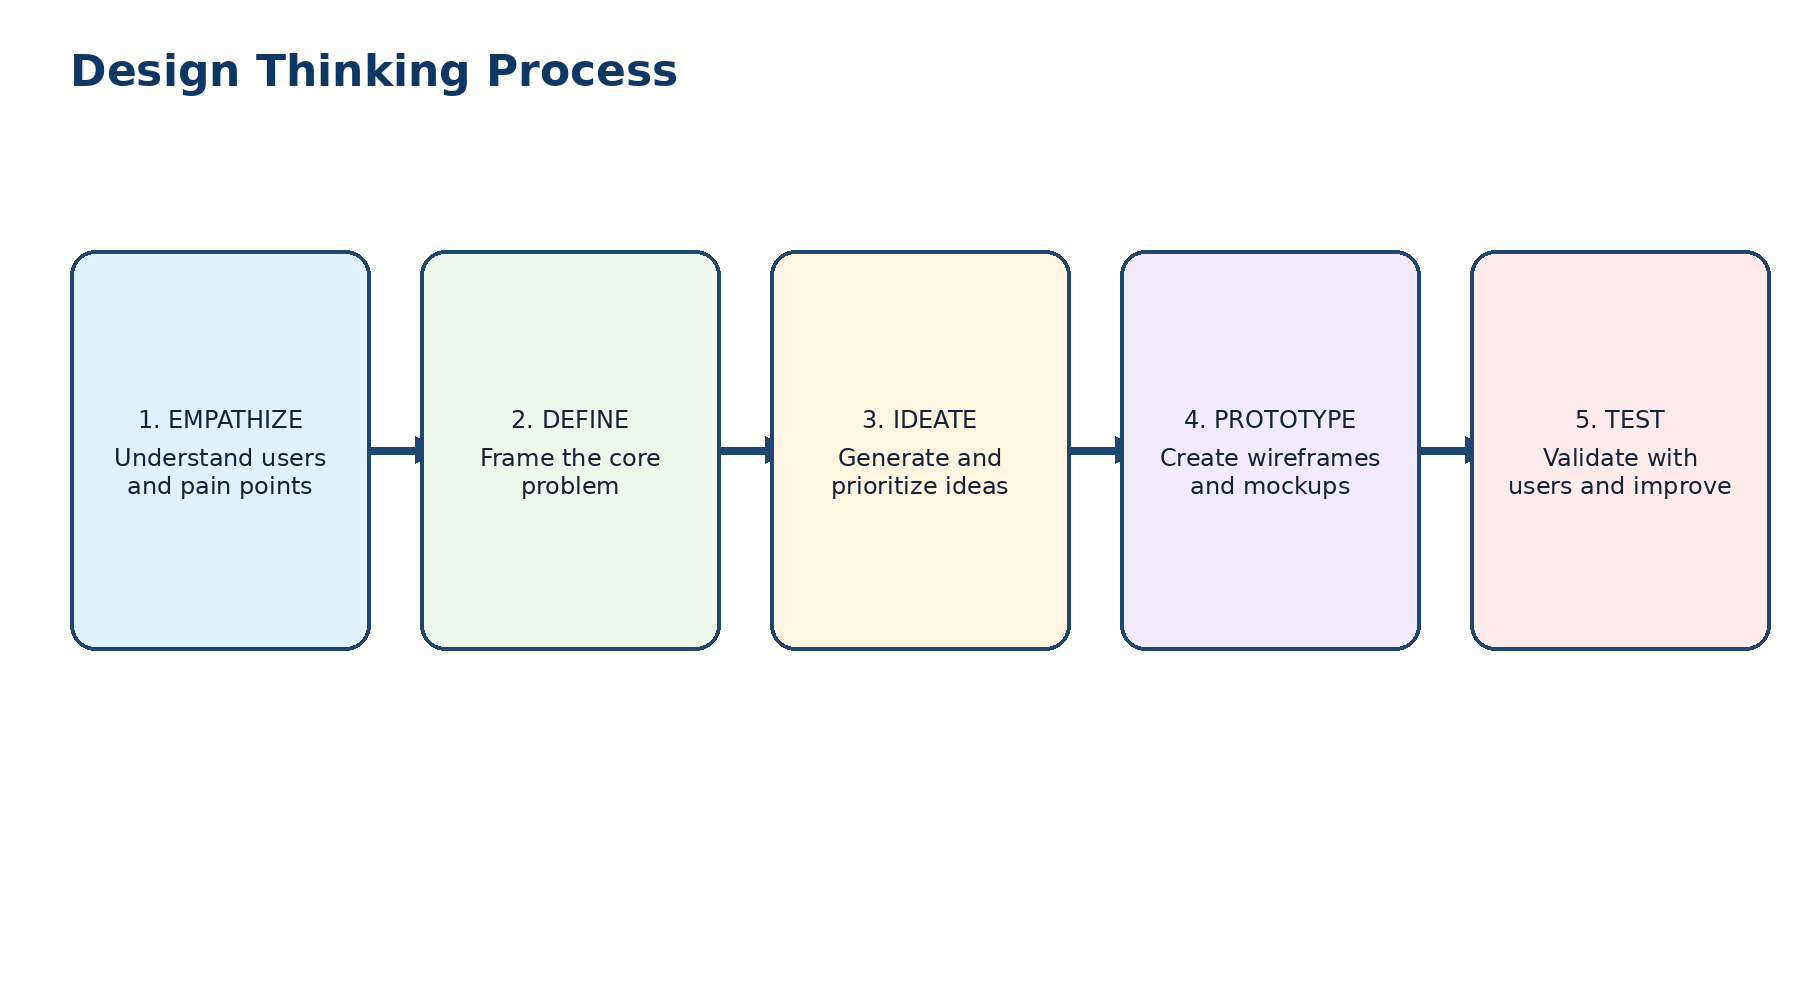 Design Thinking Process
1. EMPATHIZE
Understand users
and pain points
2. DEFINE
Frame the core
problem
3. IDEATE
Generate and
prioritize ideas
4. PROTOTYPE
Create wireframes
and mockups
5. TEST
Validate with
users and improve